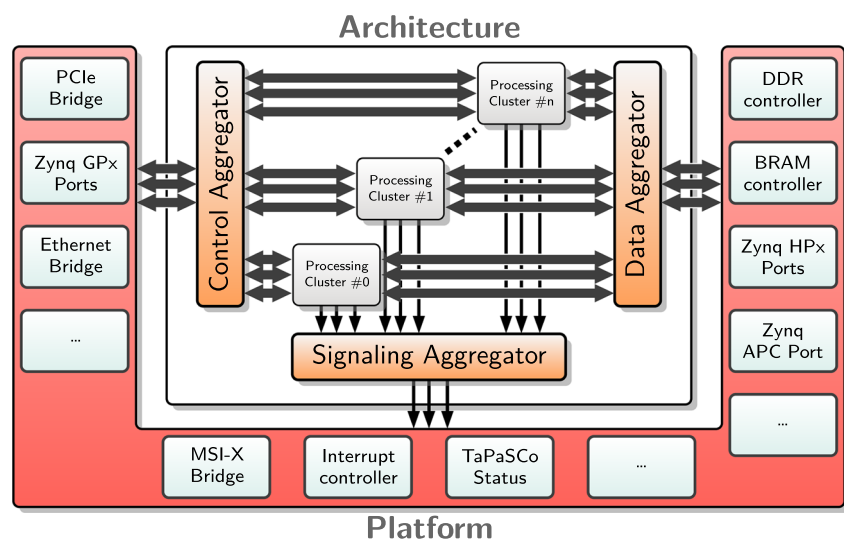 Architecture
PCIe
Bridge
Zynq GPx
Ports
Ethernet
Bridge
...
Control Aggregator
Processing
Cluster #n
Processing
Cluster #1
Processing
Cluster #0
Data Aggregator
Signaling Aggregator
DDR
controller
BRAM
controller
Zynq HPx
Ports
Zynq
APC Port
...
MSI-X
Bridge
Interrupt
controller
TaPaSCo
Status
...
Platform